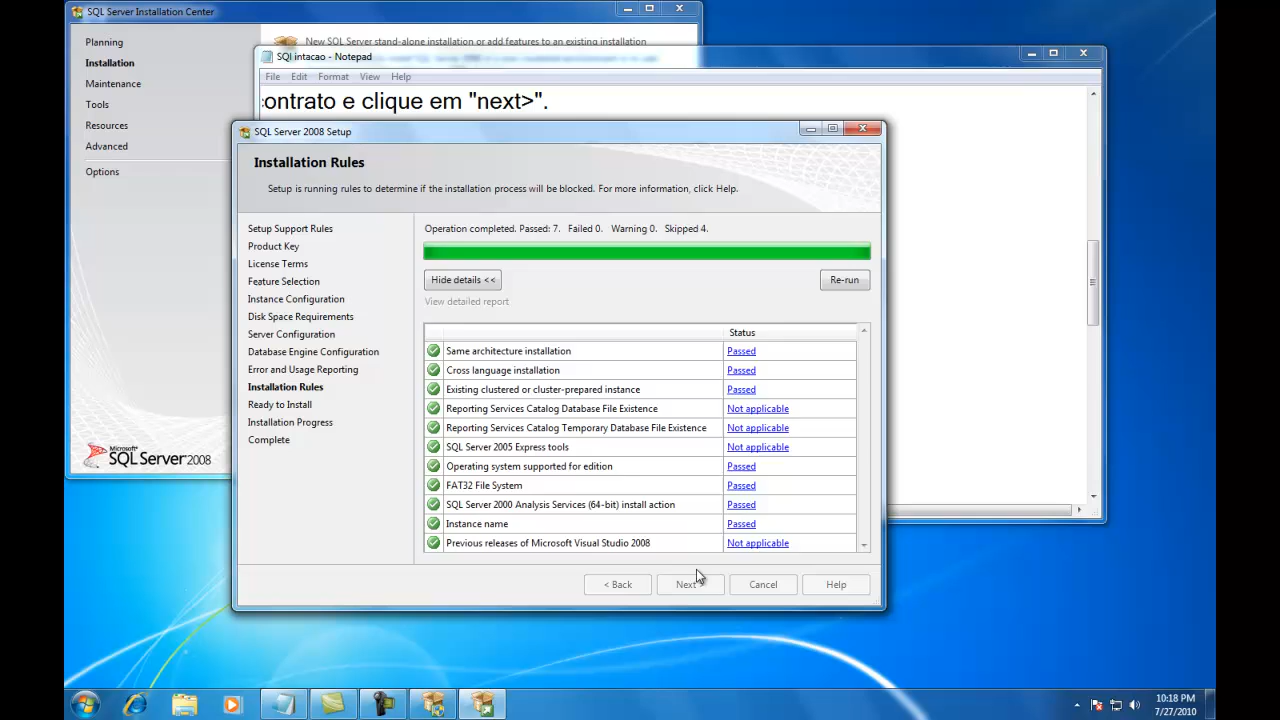 SQL Server Installation Center
Planning
Installation
Maintenance
Tools
Resources
Advanced
Options
New SQL Server stand-alone installation or add features to an existing installation
SQl intacao - Notepad
File Edit Format View Help
contrato e clique em "next>".
SQL Server 2008 Setup
Installation Rules
Setup is running rules to determine if the installation process will be blocked. For more information, click Help.
Setup Support Rules
Product Key
License Terms
Feature Selection
Instance Configuration
Disk Space Requirements
Server Configuration
Database Engine Configuration
Error and Usage Reporting
Installation Rules
Ready to Install
Installation Progress
Complete
Operation completed. Passed: 7. Failed 0. Warning 0. Skipped 4.
Hide details <<
Re-run
View detailed report
Status
Same architecture installation Passed
Cross language installation Passed
Existing clustered or cluster-prepared instance Passed
Reporting Services Catalog Database File Existence Not applicable
Reporting Services Catalog Temporary Database File Existence Not applicable
SQL Server 2005 Express tools Not applicable
Operating system supported for edition Passed
FAT32 File System Passed
SQL Server 2000 Analysis Services (64-bit) install action Passed
Instance name Passed
Previous releases of Microsoft Visual Studio 2008 Not applicable
< Back Next Cancel Help
Microsoft
SQL Server 2008
10:18 PM
7/27/2010